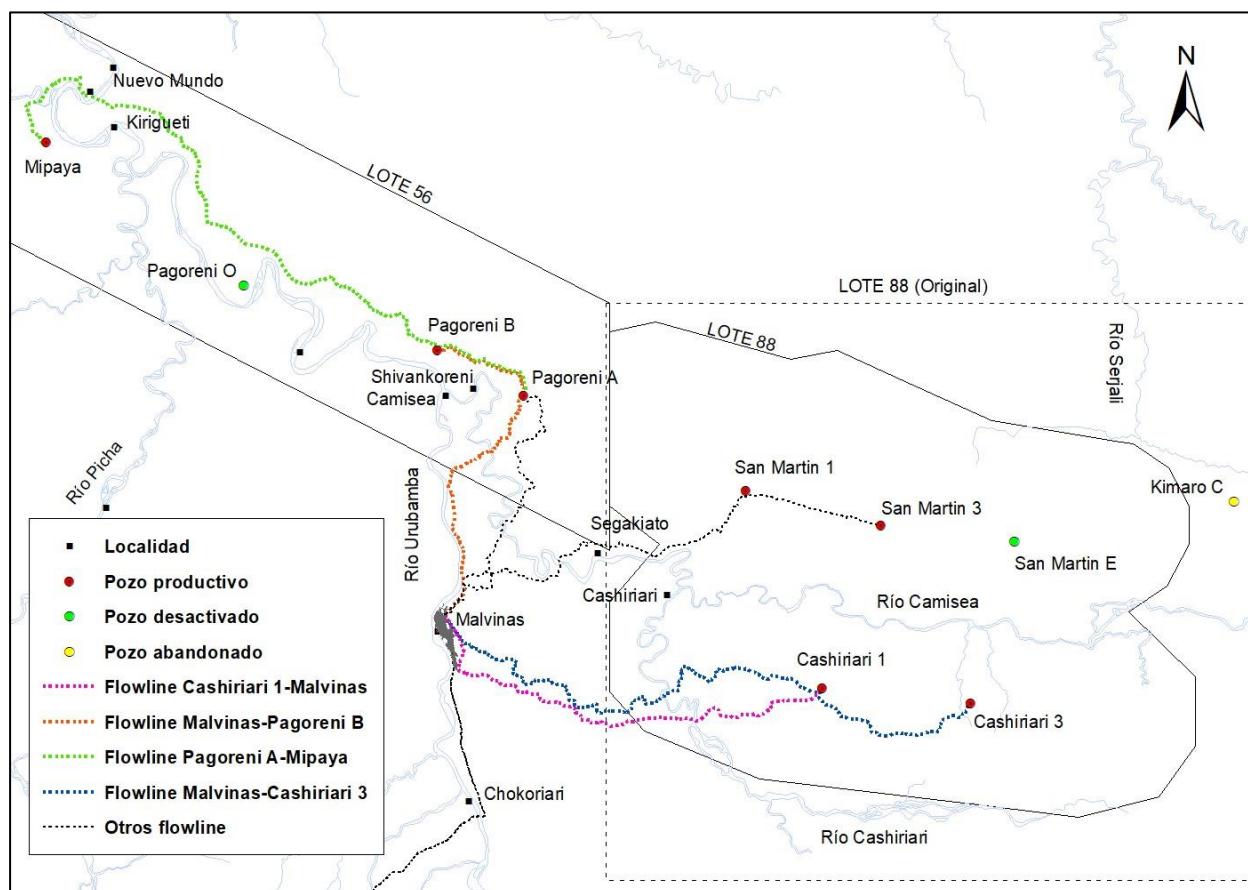 N
Nuevo Mundo
Kirigueti
Mipaya
LOTE 56
Pagoreni O
LOTE 88 (Original)
Pagoreni B
LOTE 88
Río Serjali
Shivankoreni
Camisea
Pagoreni A
Río Picha
San Martin 1
Kimaro C
San Martin 3
Río Urubamba
Segakiato
San Martin E
Cashiriari
Río Camisea
Malvinas
Cashiriari 1
Cashiriari 3
Chokoriari
Río Cashiriari
Localidad
Pozo productivo
Pozo desactivado
Pozo abandonado
Flowline Cashiriari 1-Malvinas
Flowline Malvinas-Pagoreni B
Flowline Pagoreni A-Mipaya
Flowline Malvinas-Cashiriari 3
Otros flowline